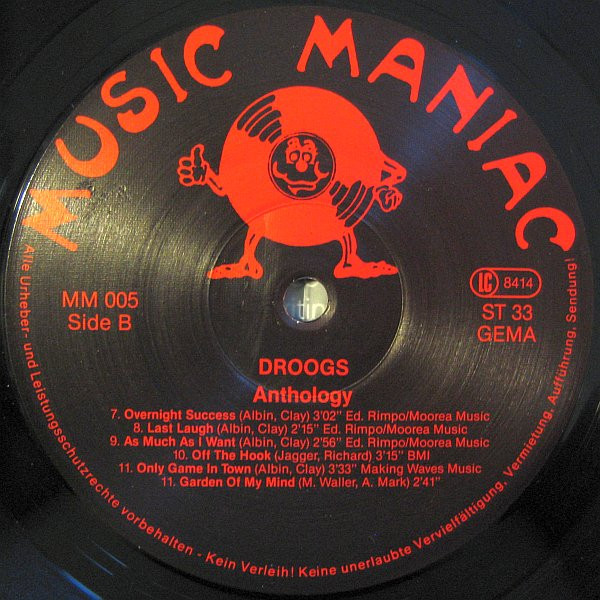 MUSIC MANIAC
MM 005
Side B
LC 8414
ST 33
GEMA
DROOGS
Anthology
7. Overnight Success (Albin, Clay) 3'02" Ed. Rimpo/Moorea Music
8. Last Laugh (Albin, Clay) 2'15" Ed. Rimpo/Moorea Music
9. As Much As I Want (Albin, Clay) 2'56" Ed. Rimpo/Moorea Music
10. Off The Hook (Jagger, Richard) 3'15" BMI
11. Only Game In Town (Albin, Clay) 3'33" Making Waves Music
11. Garden Of My Mind (M. Waller, A. Mark) 2'41"
Alle Urheber- und Leistungsschutzrechte vorbehalten - Kein Verleih! Keine unerlaubte Vervielfältigung, Vermietung, Aufführung, Sendung!